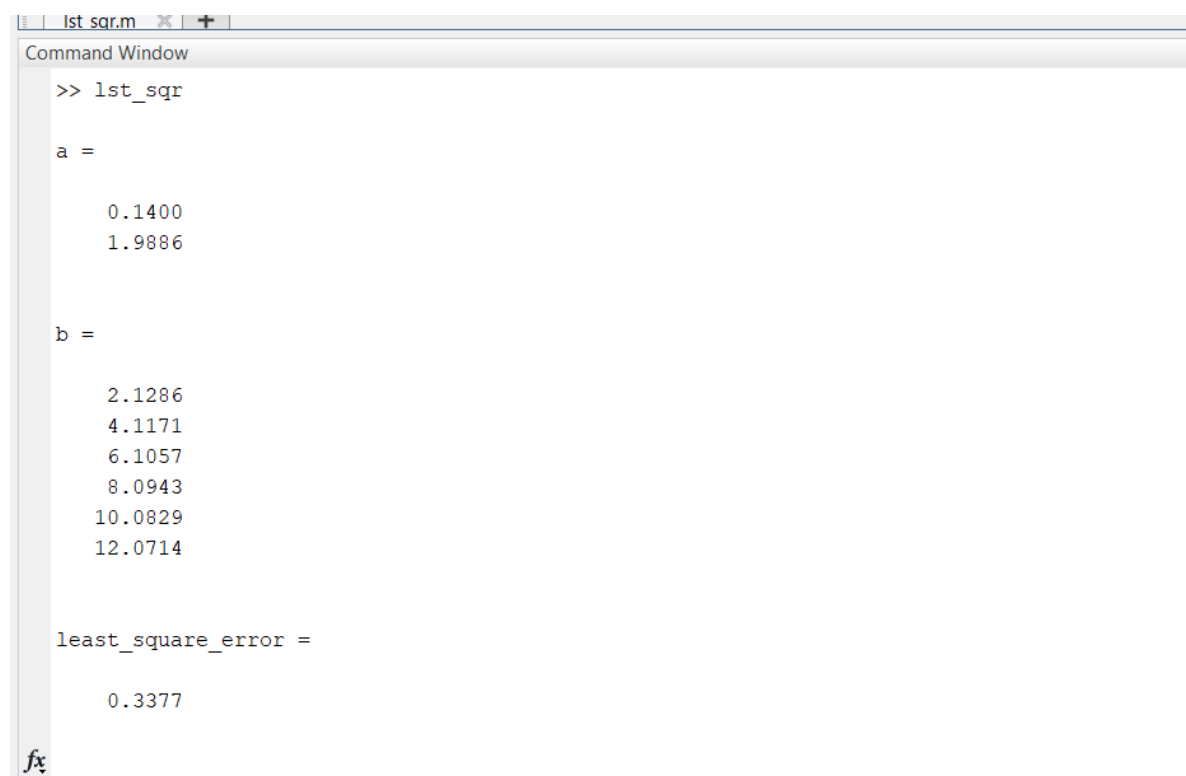 lst_sqr.m
Command Window
>> lst_sqr
a =
0.1400
1.9886
b =
2.1286
4.1171
6.1057
8.0943
10.0829
12.0714
least_square_error =
0.3377
fx